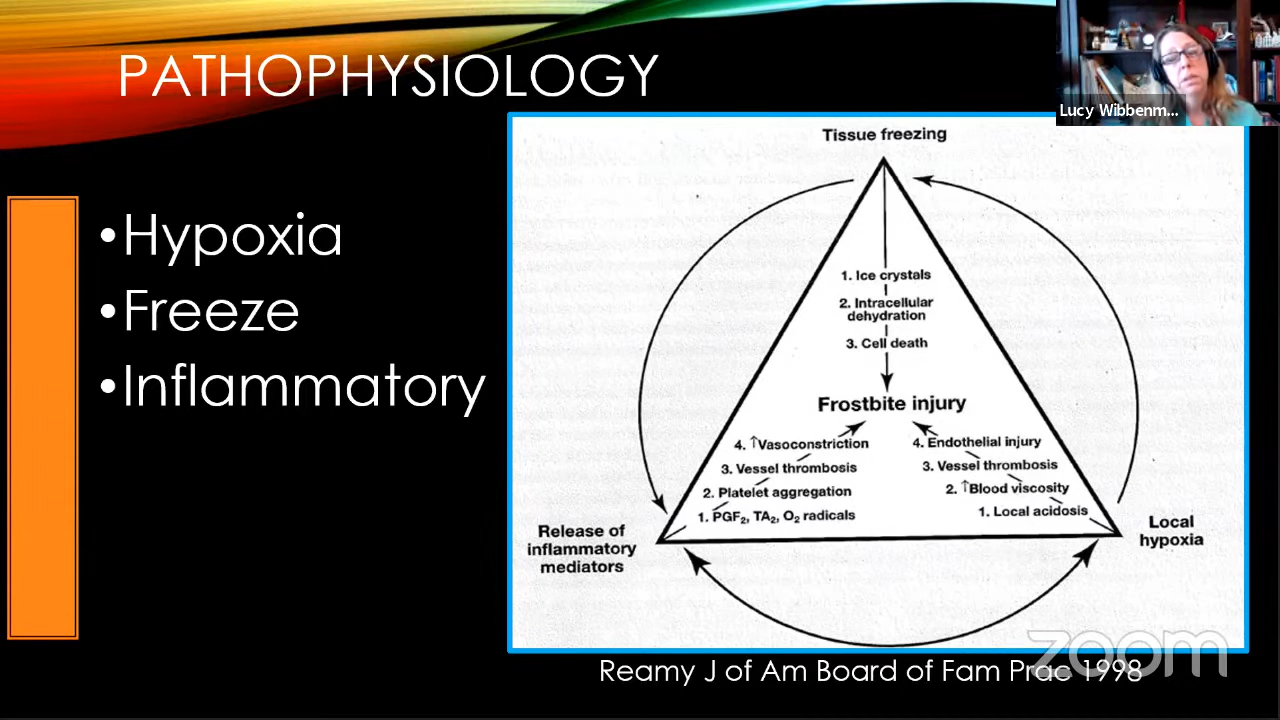 PATHOPHYSIOLOGY
Lucy Wibbenm...
•Hypoxia
•Freeze
•Inflammatory
Tissue freezing
1. Ice crystals
2. Intracellular
dehydration
3. Cell death
Frostbite injury
4. ↑Vasoconstriction
3. Vessel thrombosis
2. Platelet aggregation
1. PGF₂, TA₂, O₂ radicals
4. Endothelial injury
3. Vessel thrombosis
2. ↑Blood viscosity
1. Local acidosis
Release of
inflammatory
mediators
Local
hypoxia
zoom
Reamy J of Am Board of Fam Prac 1998